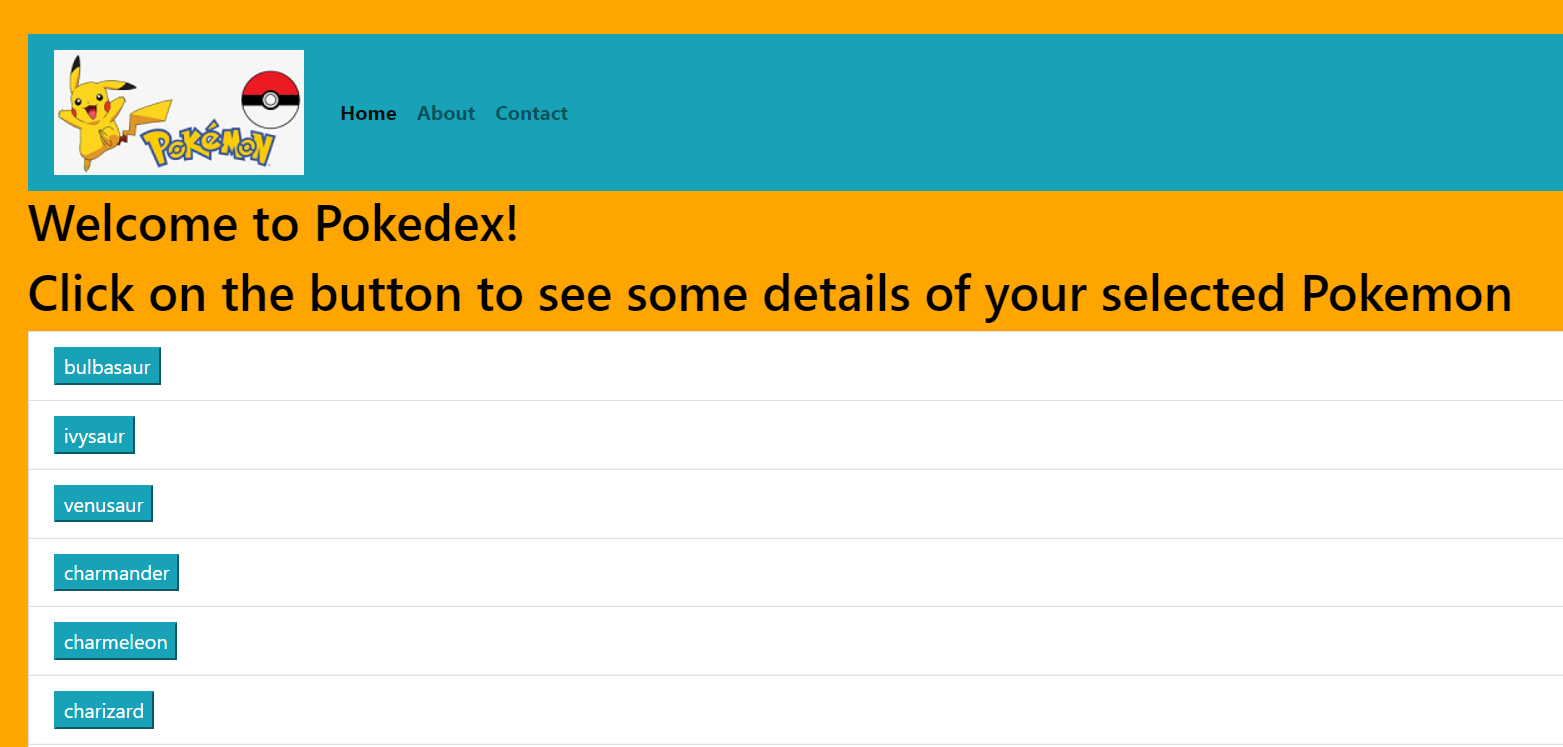 Pokémon
Home About Contact
Welcome to Pokedex!
Click on the button to see some details of your selected Pokemon
bulbasaur
ivysaur
venusaur
charmander
charmeleon
charizard